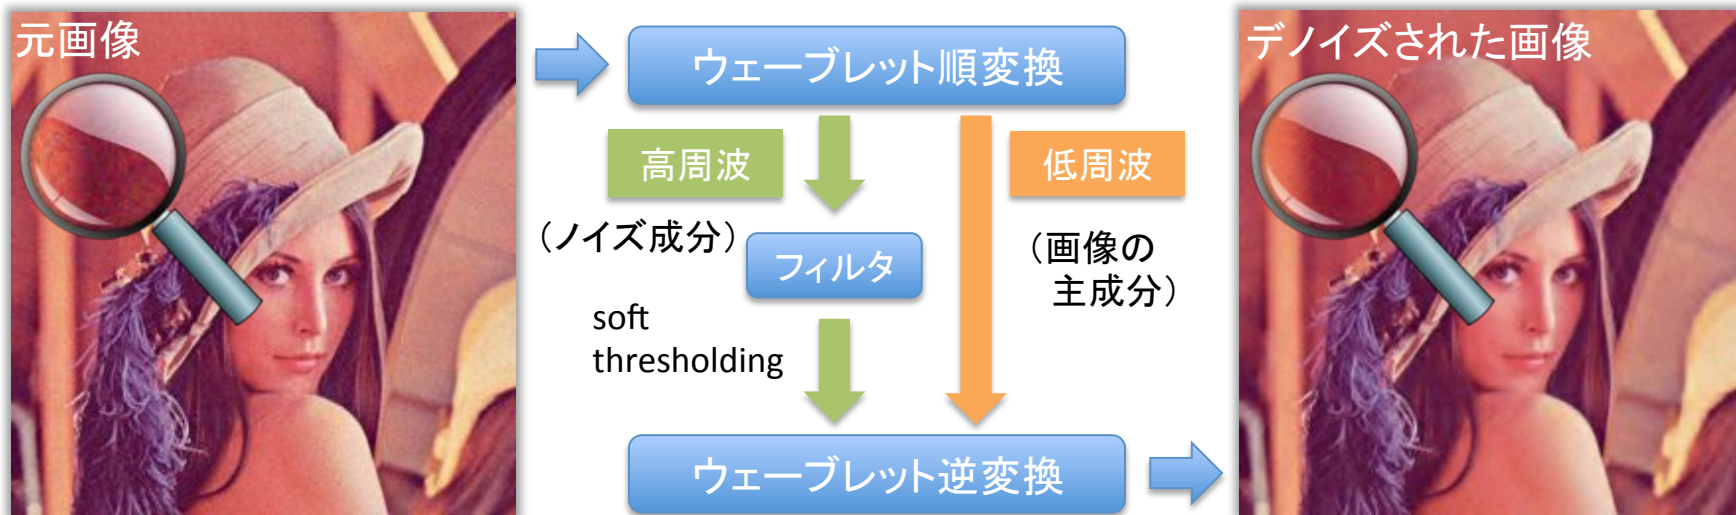 元画像
ウェーブレット順変換
高周波
低周波
（ノイズ成分）
フィルタ
（画像の
主成分）
soft
thresholding
ウェーブレット逆変換
デノイズされた画像